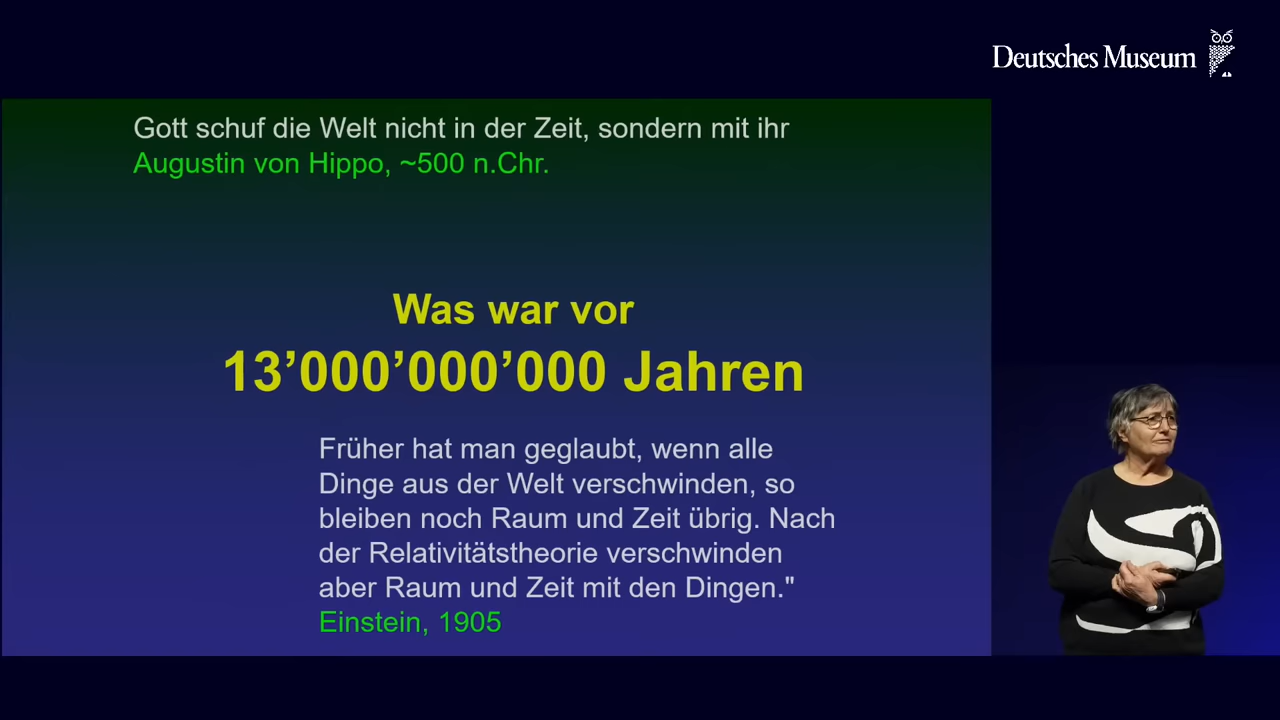 Deutsches Museum
Gott schuf die Welt nicht in der Zeit, sondern mit ihr
Augustin von Hippo, ~500 n.Chr.
Was war vor
13’000’000’000 Jahren
Früher hat man geglaubt, wenn alle
Dinge aus der Welt verschwinden, so
bleiben noch Raum und Zeit übrig. Nach
der Relativitätstheorie verschwinden
aber Raum und Zeit mit den Dingen."
Einstein, 1905